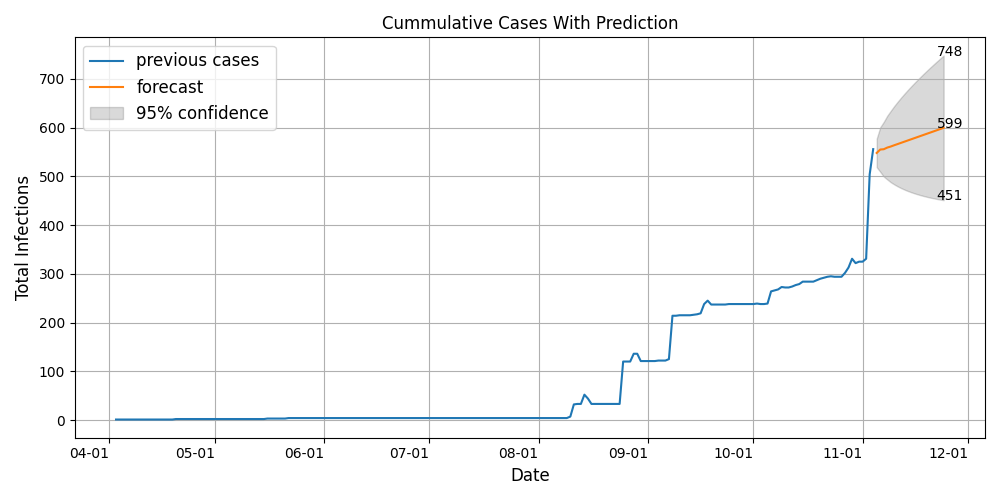 Cummulative Cases With Prediction
previous cases
forecast
95% confidence
748
599
451
Total Infections
700
600
500
400
300
200
100
0
04-01 05-01 06-01 07-01 08-01 09-01 10-01 11-01 12-01
Date